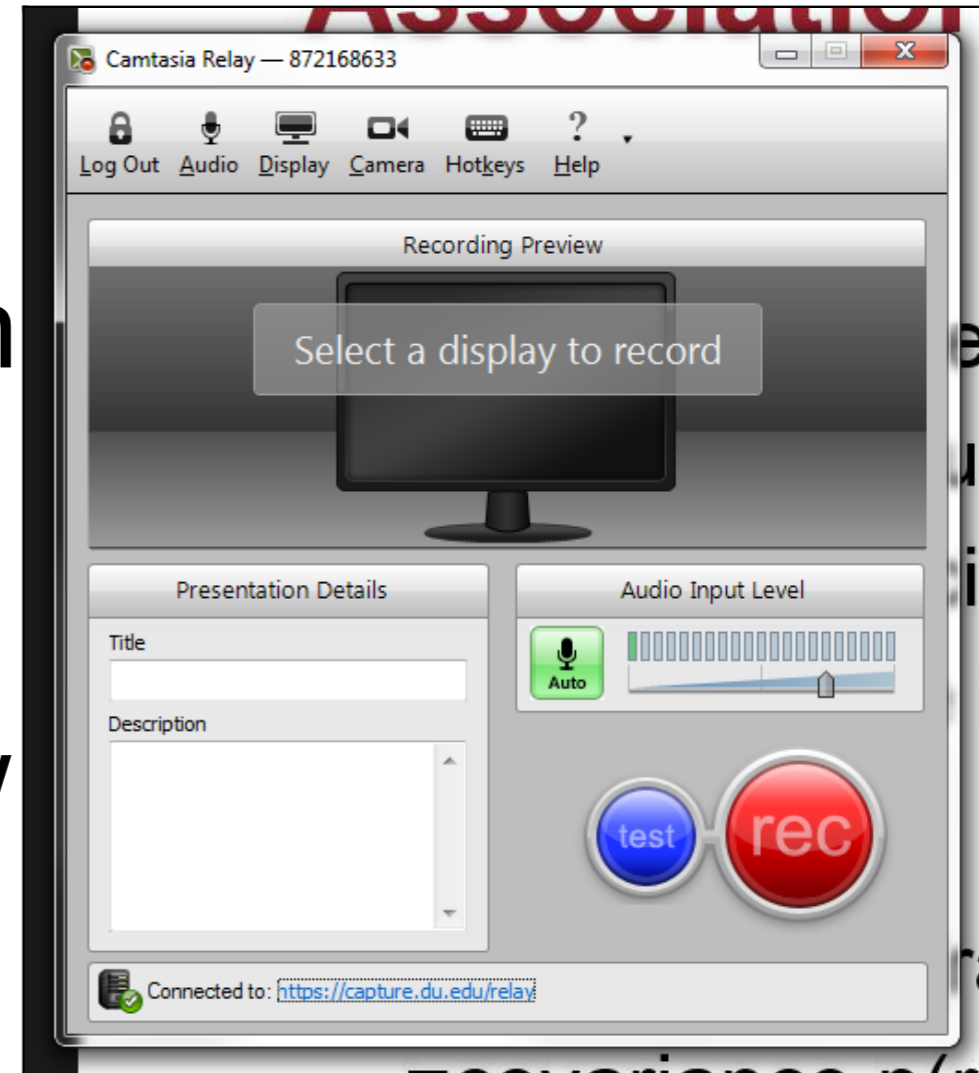 Association
Camtasia Relay — 872168633
Log Out Audio Display Camera Hotkeys Help
Recording Preview
Select a display to record
Presentation Details
Audio Input Level
Title
Auto
Description
test
rec
Connected to: https://capture.du.edu/relay